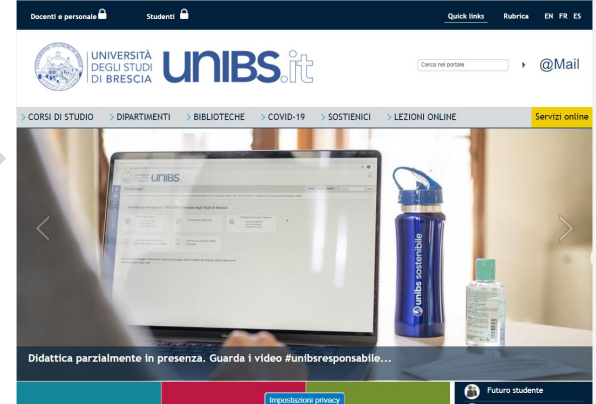 Docenti e personale
Studenti
Quick links
Rubrica
EN FR ES
UNIVERSITÀ
DEGLI STUDI
DI BRESCIA
UNIBS.it
Cerca nel portale
@Mail
> CORSI DI STUDIO
> DIPARTIMENTI
> BIBLIOTECHE
> COVID-19
> SOSTIENICI
> LEZIONI ONLINE
Servizi online
UNIBS
unibs sostenibile
Didattica parzialmente in presenza. Guarda i video #unibsresponsabile...
Futuro studente
Impostazioni privacy